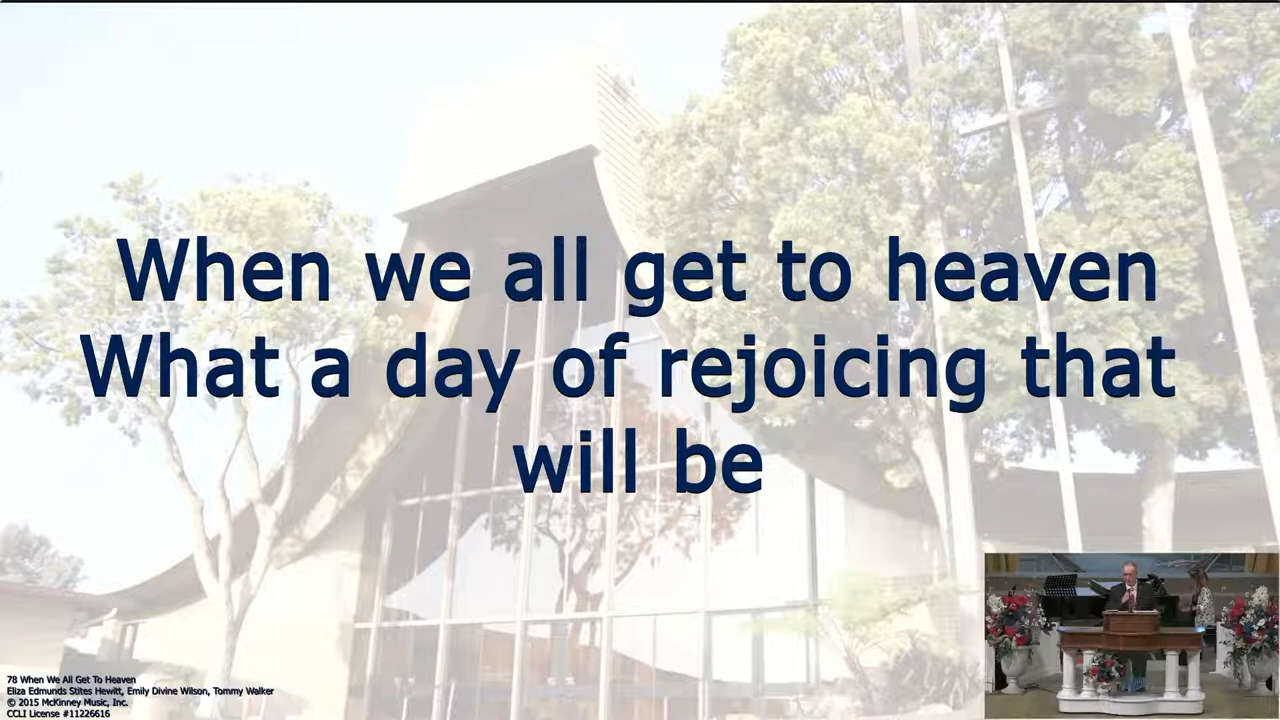 When we all get to heaven
What a day of rejoicing that
will be
78 When We All Get To Heaven
Eliza Edmunds Stites Hewitt, Emily Divine Wilson, Tommy Walker
© 2015 McKinney Music, Inc.
CCLI License #11226616